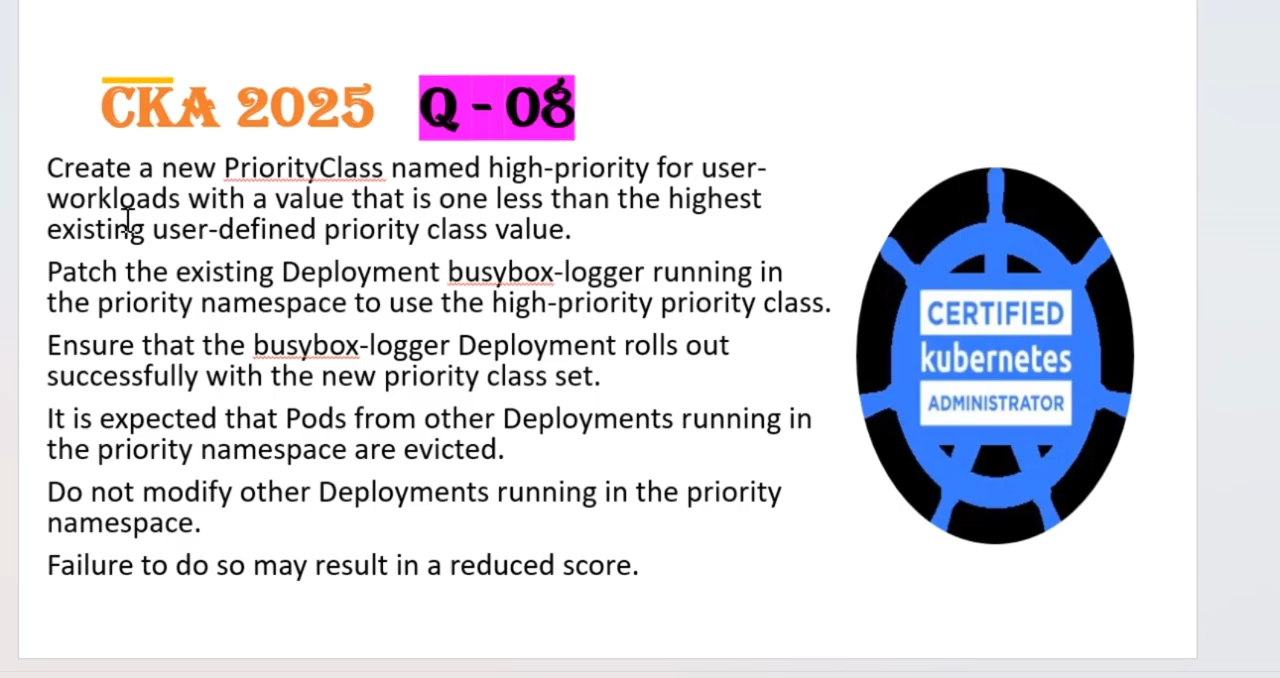 CKA 2025 Q - 08
Create a new PriorityClass named high-priority for user-
workloads with a value that is one less than the highest
existing user-defined priority class value.
Patch the existing Deployment busybox-logger running in
the priority namespace to use the high-priority priority class.
Ensure that the busybox-logger Deployment rolls out
successfully with the new priority class set.
It is expected that Pods from other Deployments running in
the priority namespace are evicted.
Do not modify other Deployments running in the priority
namespace.
Failure to do so may result in a reduced score.
CERTIFIED
kubernetes
ADMINISTRATOR